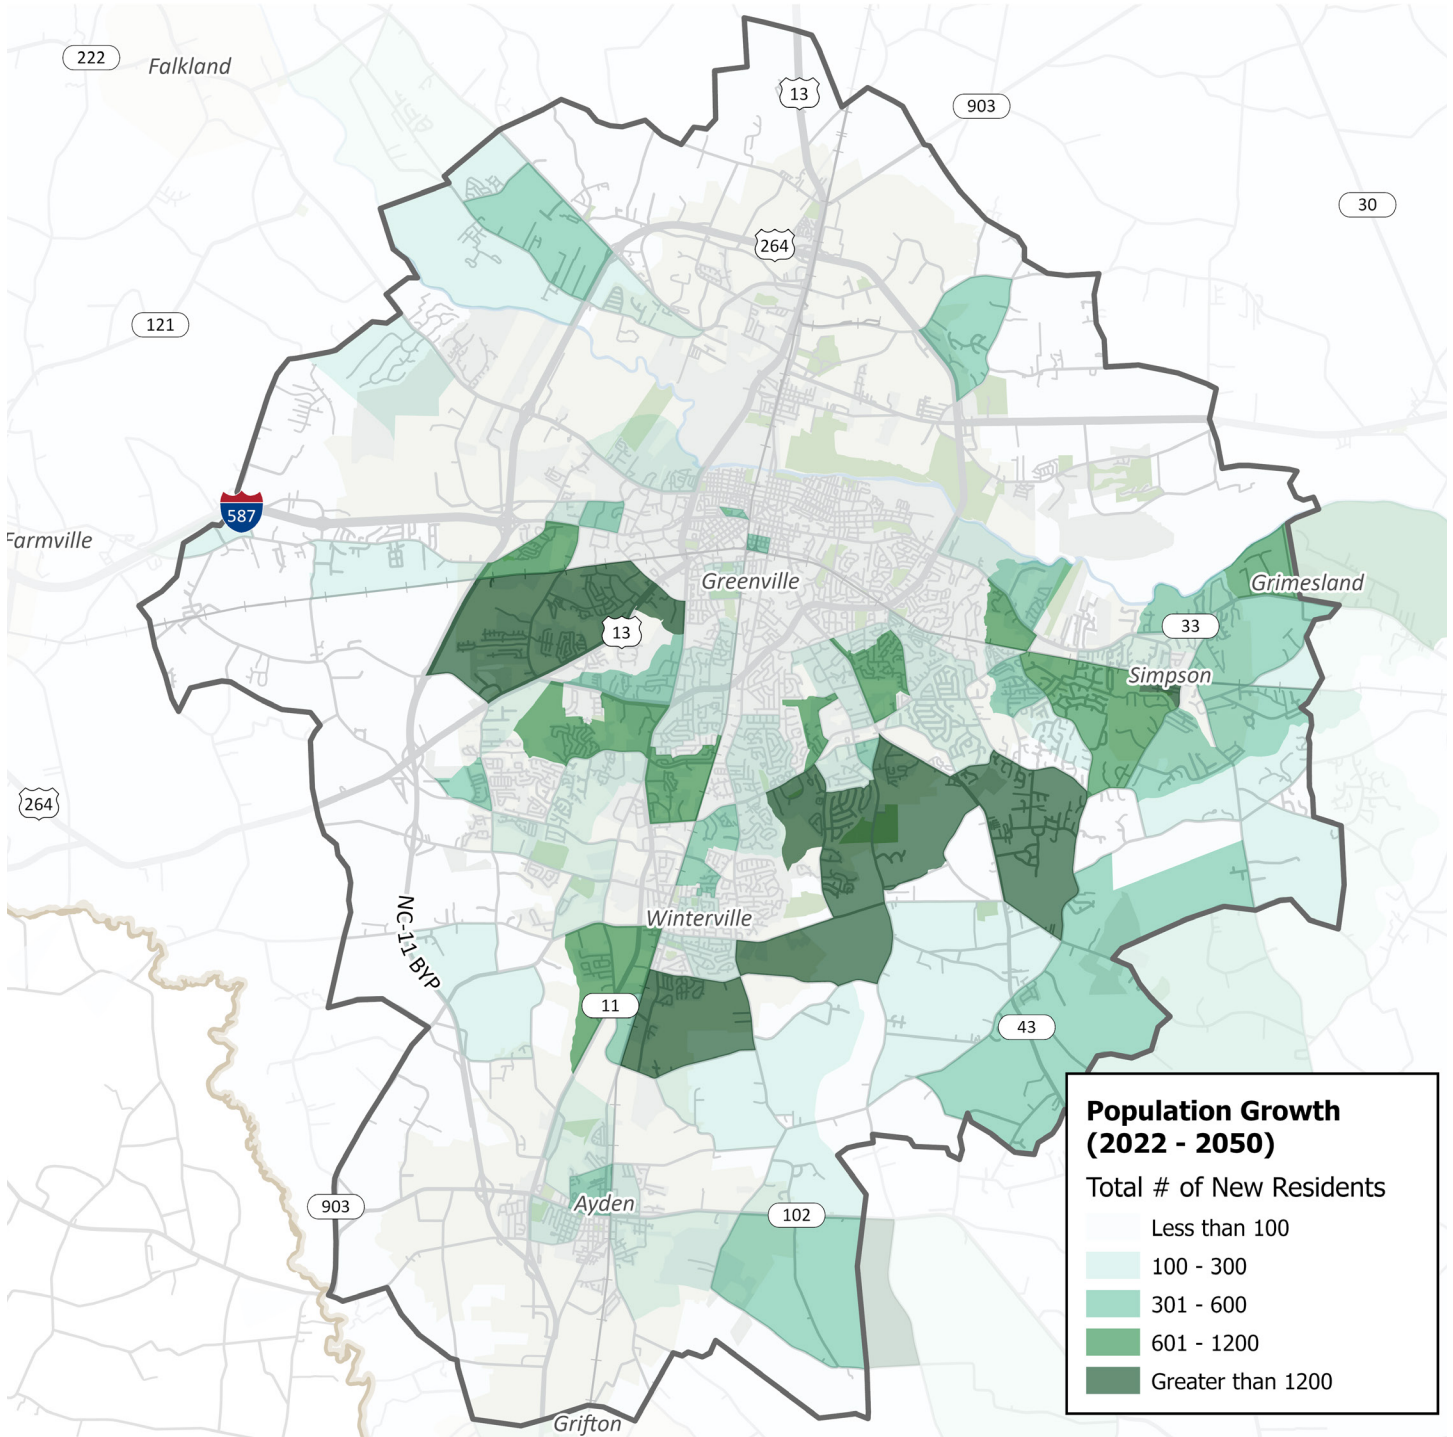 222
Falkland
13
903
30
264
121
587
Farmville
Greenville
Grimesland
13
33
Simpson
264
Winterville
NC-11 BYP
11
43
Population Growth
(2022 - 2050)
Total # of New Residents
Less than 100
100 - 300
301 - 600
601 - 1200
Greater than 1200
903
Ayden
102
Grifton